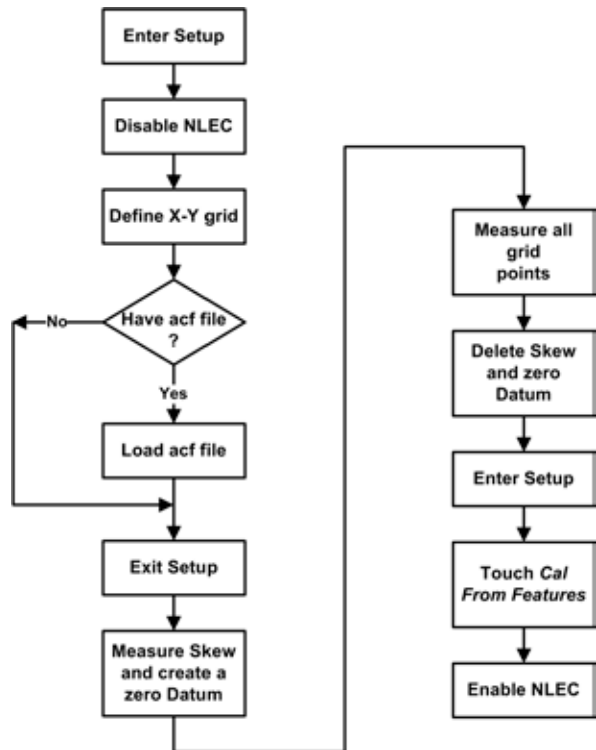 Enter Setup
Disable NLEC
Define X-Y grid
Have acf file
?
No
Yes
Load acf file
Exit Setup
Measure Skew
and create a
zero Datum
Measure all
grid
points
Delete Skew
and zero
Datum
Enter Setup
Touch Cal
From Features
Enable NLEC